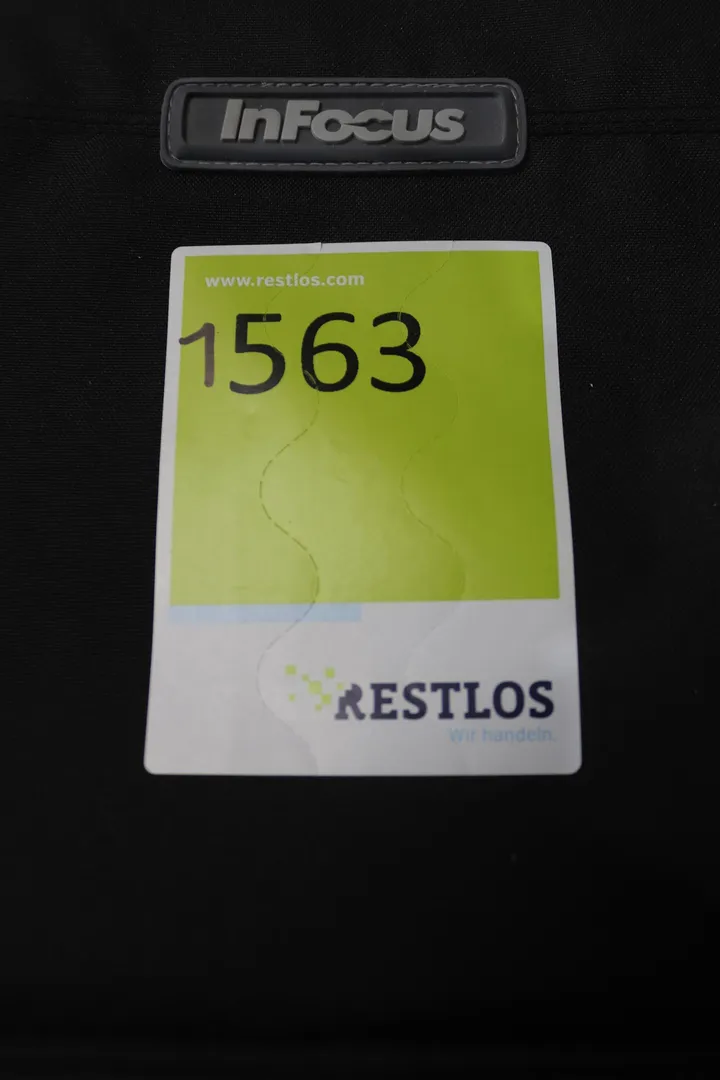 InFocus
www.restlos.com
1563
RESTLOS
Wir handeln.